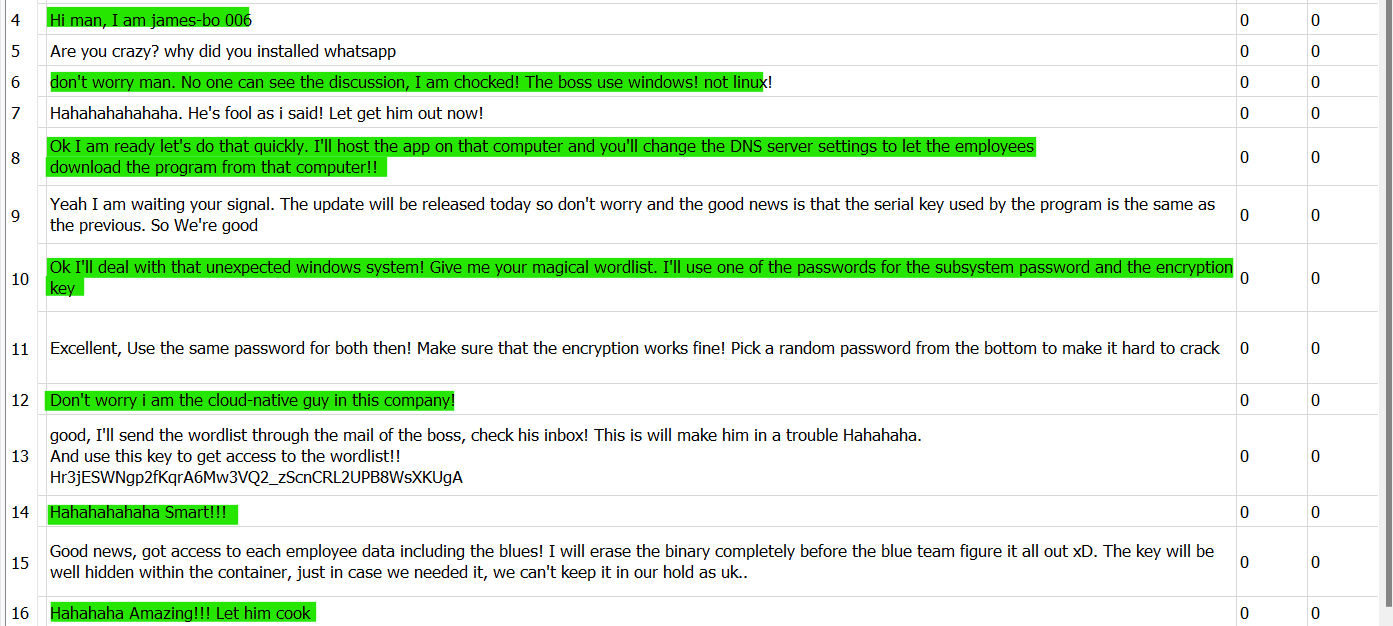 4 Hi man, I am james-bo 006 0 0
5 Are you crazy? why did you installed whatsapp 0 0
6 don't worry man. No one can see the discussion, I am chocked! The boss use windows! not linux! 0 0
7 Hahahahahahaha. He's fool as i said! Let get him out now! 0 0
8 Ok I am ready let's do that quickly. I'll host the app on that computer and you'll change the DNS server settings to let the employees 0 0
download the program from that computer!!
9 Yeah I am waiting your signal. The update will be released today so don't worry and the good news is that the serial key used by the program is the same as 0 0
the previous. So We're good
10 Ok I'll deal with that unexpected windows system! Give me your magical wordlist. I'll use one of the passwords for the subsystem password and the encryption 0 0
key
11 Excellent, Use the same password for both then! Make sure that the encryption works fine! Pick a random password from the bottom to make it hard to crack 0 0
12 Don't worry i am the cloud-native guy in this company! 0 0
13 good, I'll send the wordlist through the mail of the boss, check his inbox! This is will make him in a trouble Hahahaha. 0 0
And use this key to get access to the wordlist!!
Hr3jESWNgp2fKqrA6Mw3VQ2_zScnCRL2UPB8WsXKUgA
14 Hahahahahaha Smart!!! 0 0
15 Good news, got access to each employee data including the blues! I will erase the binary completely before the blue team figure it all out xD. The key will be 0 0
well hidden within the container, just in case we needed it, we can't keep it in our hold as uk..
16 Hahahaha Amazing!!! Let him cook 0 0